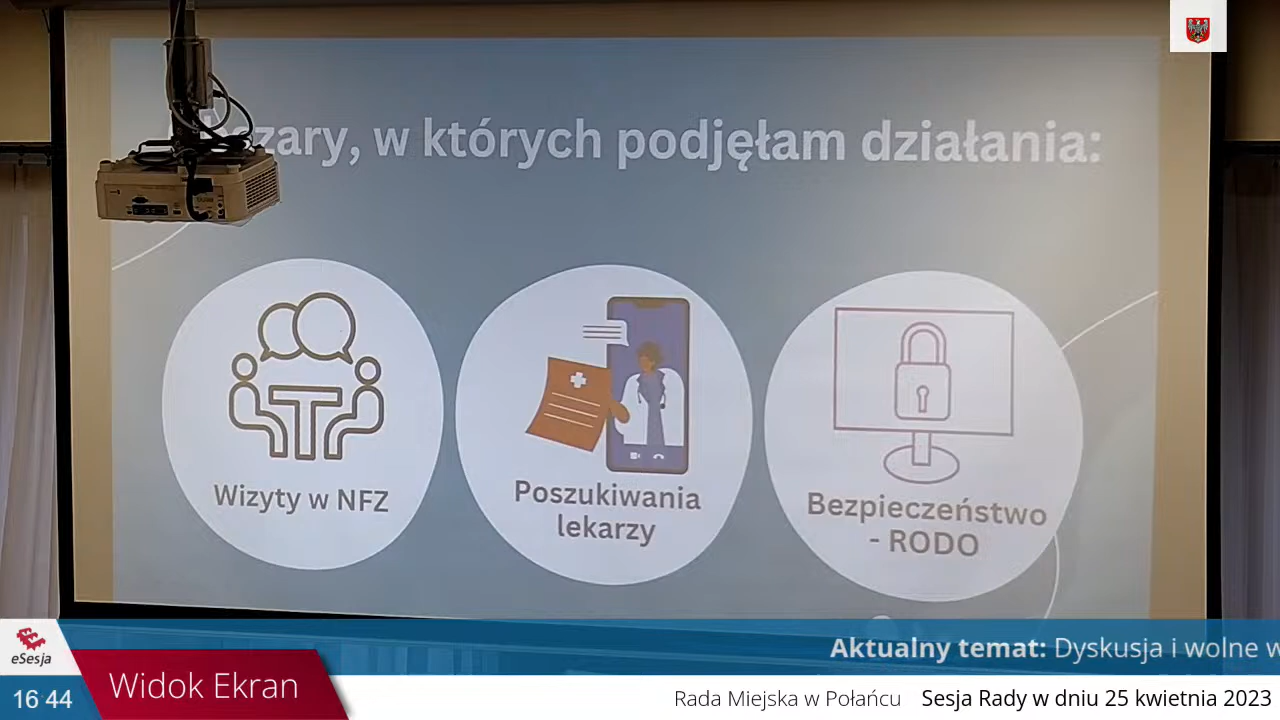 w których podjęłam działania:
Wizyty w NFZ
Poszukiwania
lekarzy
Bezpieczeństwo
- RODO
Aktualny temat: Dyskusja i wolne
eSesja
Widok Ekran
16:44
Rada Miejska w Połańcu Sesja Rady w dniu 25 kwietnia 2023